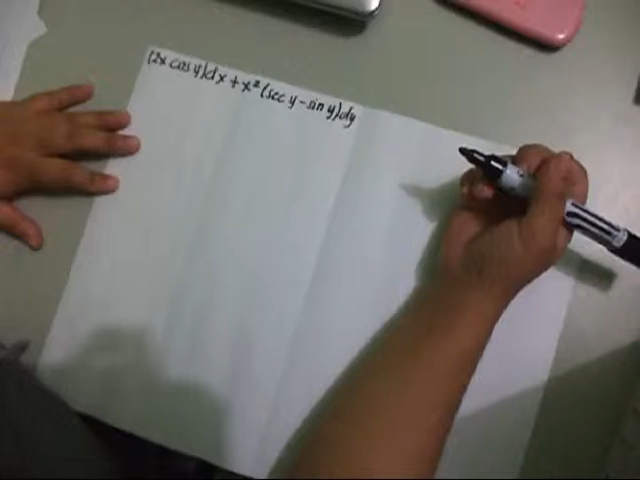 (2x cos y)dx + x² (sec y - sin y)dy